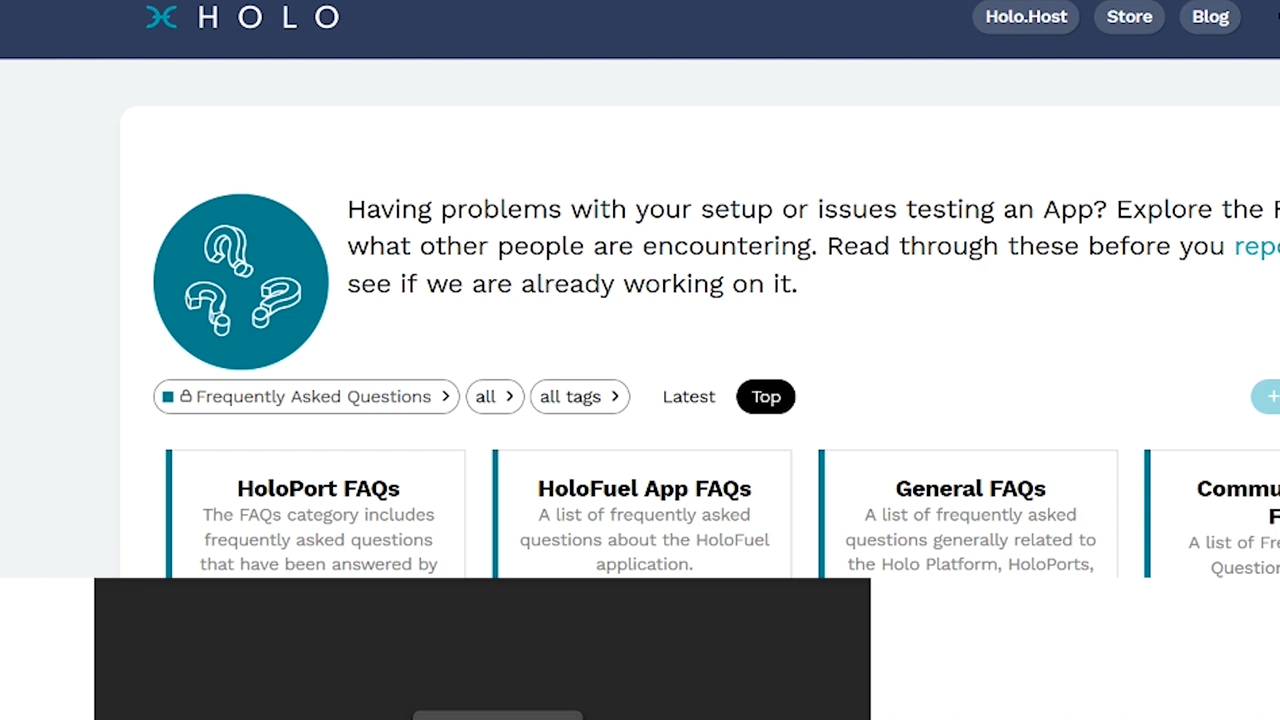 HOLO
Holo.Host
Store
Blog
Having problems with your setup or issues testing an App? Explore the
what other people are encountering. Read through these before you
see if we are already working on it.
Frequently Asked Questions
all
all tags
Latest
Top
+
HoloPort FAQs
The FAQs category includes
frequently asked questions
that have been answered by
HoloFuel App FAQs
A list of frequently asked
questions about the HoloFuel
application.
General FAQs
A list of frequently asked
questions generally related to
the Holo Platform, HoloPorts,
A list of